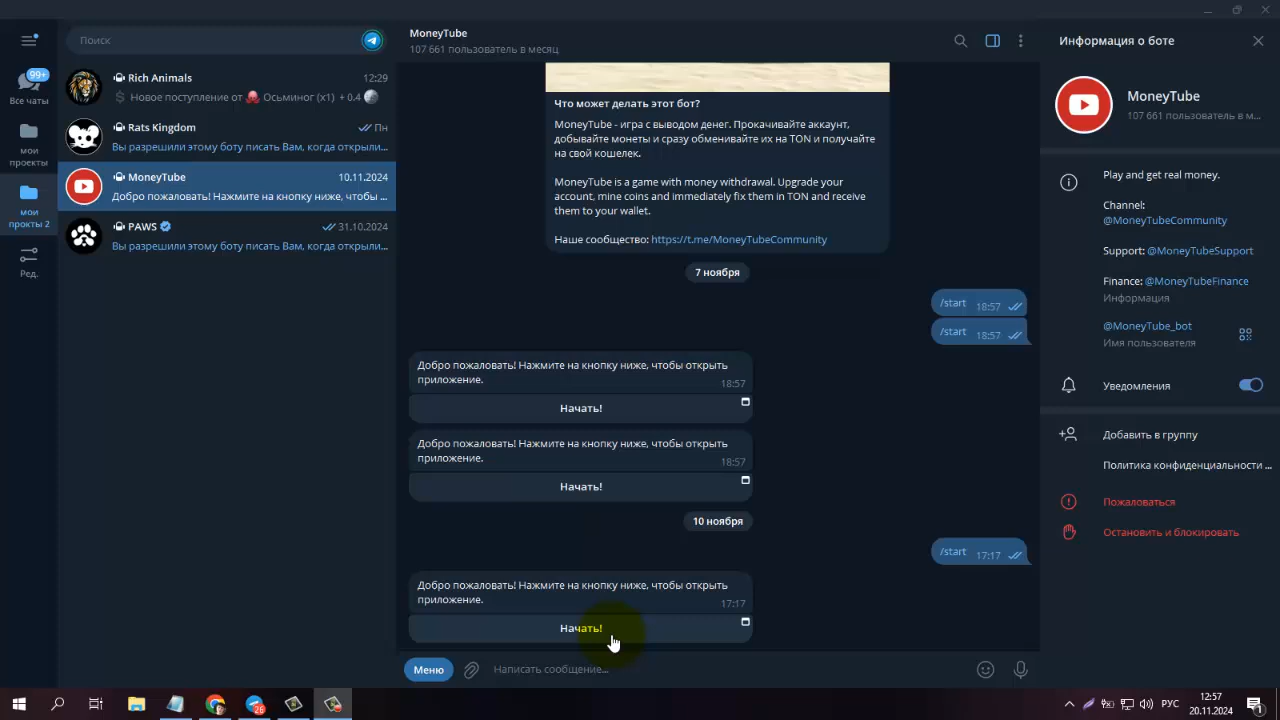 Поиск
99+
Все чаты
мои
проекты
мои
прокты 2
Ред.
Rich Animals
12:29
Новое поступление от Осьминог (x1) + 0.4
Rats Kingdom
Пн
Вы разрешили этому боту писать Вам, когда открыли...
MoneyTube
10.11.2024
Добро пожаловать! Нажмите на кнопку ниже, чтобы ...
PAWS
31.10.2024
Вы разрешили этому боту писать Вам, когда открыли...
MoneyTube
107 661 пользователь в месяц
Что может делать этот бот?
MoneyTube - игра с выводом денег. Прокачивайте аккаунт,
добывайте монеты и сразу обменивайте их на TON и получайте
на свой кошелек.
MoneyTube is a game with money withdrawal. Upgrade your
account, mine coins and immediately fix them in TON and receive
them to your wallet.
Наше сообщество: https://t.me/MoneyTubeCommunity
7 ноября
/start 18:57
/start 18:57
Добро пожаловать! Нажмите на кнопку ниже, чтобы открыть
приложение.
18:57
Начать!
Добро пожаловать! Нажмите на кнопку ниже, чтобы открыть
приложение.
18:57
Начать!
10 ноября
/start 17:17
Добро пожаловать! Нажмите на кнопку ниже, чтобы открыть
приложение.
17:17
Начать!
Меню
Написать сообщение...
Информация о боте
MoneyTube
107 661 пользователь в м...
Play and get real money.
Channel:
@MoneyTubeCommunity
Support: @MoneyTubeSupport
Finance: @MoneyTubeFinance
Информация
@MoneyTube_bot
Имя пользователя
Уведомления
Добавить в группу
Политика конфиденциальности ...
Пожаловаться
Остановить и блокировать
26
РУС
12:57
20.11.2024
1